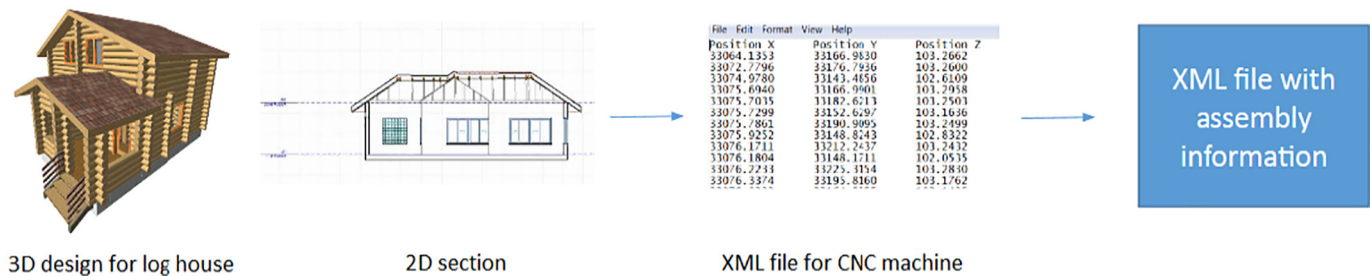 File Edit Format View Help
Position X Position Y Position Z
33064.1353 33166.9830 103.2662
33072.7796 33176.7936 103.2600
33074.9780 33143.4856 102.6109
33075.6940 33166.9901 103.2958
33075.7035 33182.6213 103.2503
33075.7299 33152.6297 103.1636
33075.7861 33190.9095 103.2499
33075.9252 33148.8243 102.8322
33076.1711 33212.2437 103.2432
33076.1804 33148.1711 102.0535
33076.2233 33225.3154 103.2830
33076.3374 33195.8160 103.1762
XML file with
assembly
information
3D design for log house
2D section
XML file for CNC machine